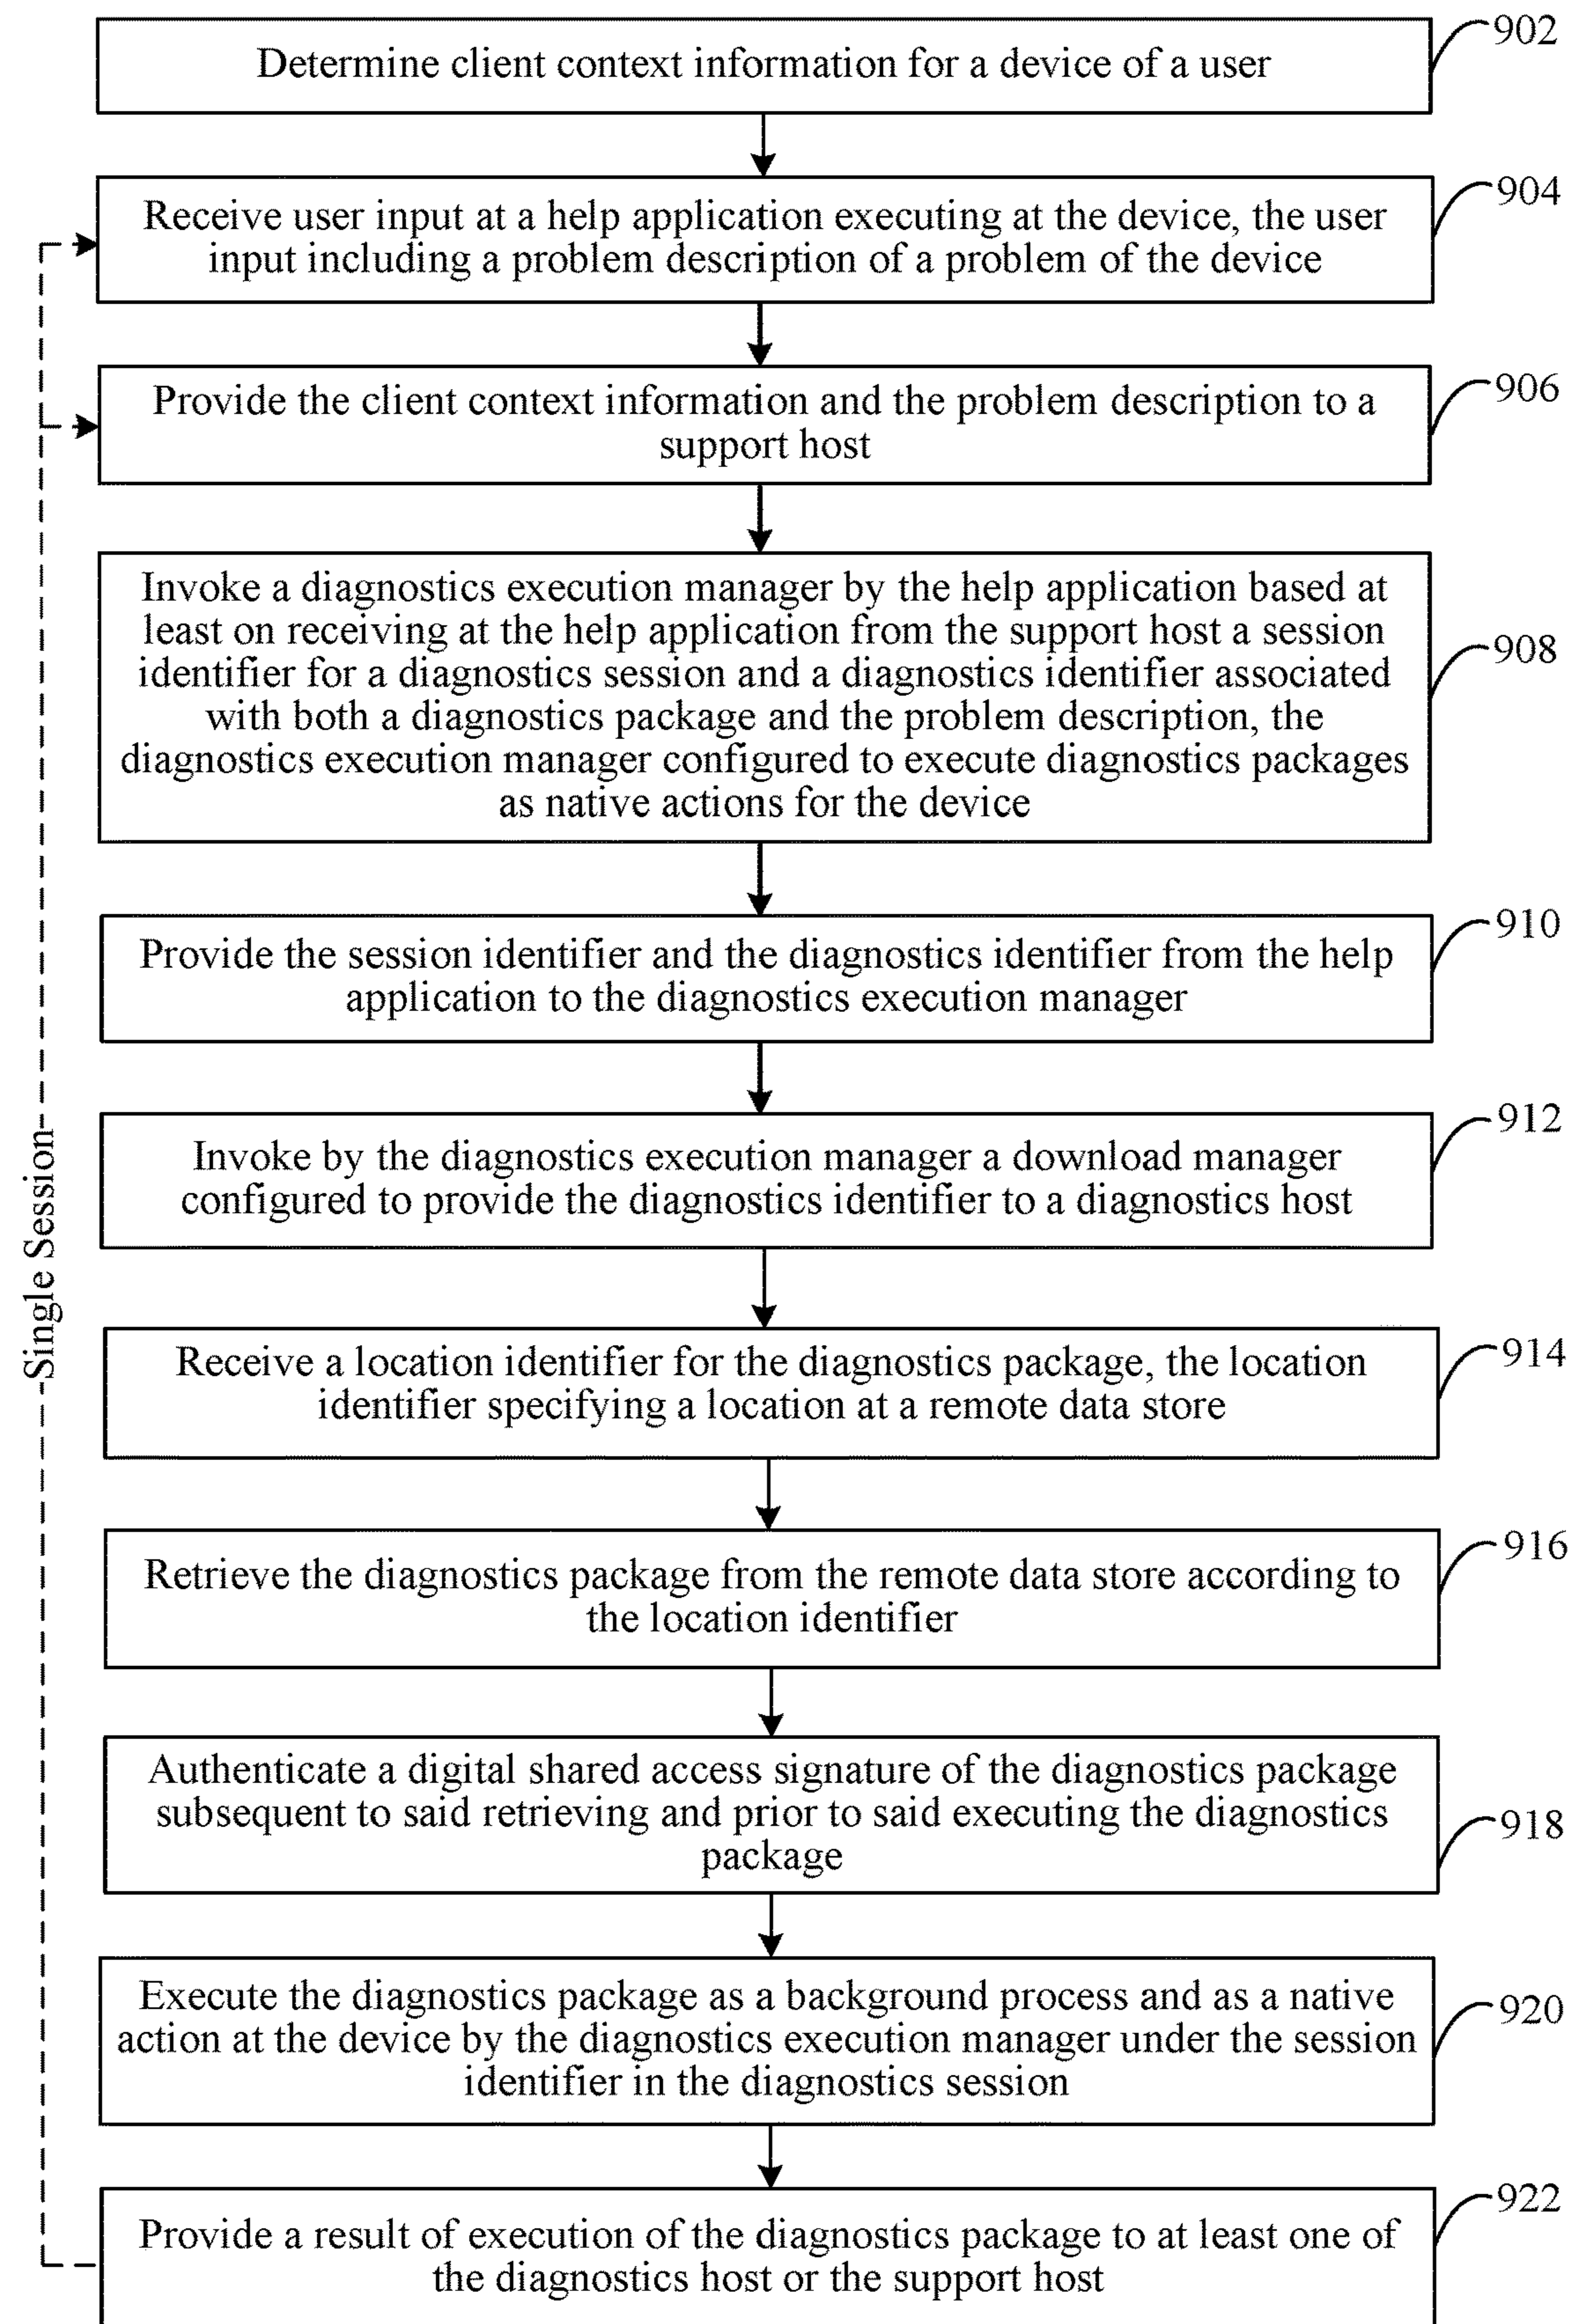 902
Determine client context information for a device of a user
904
Receive user input at a help application executing at the device, the user
input including a problem description of a problem of the device
906
Provide the client context information and the problem description to a
support host
Invoke a diagnostics execution manager by the help application based at
least on receiving at the help application from the support host a session
908
identifier for a diagnostics session and a diagnostics identifier associated
with both a diagnostics package and the problem description, the
diagnostics execution manager configured to execute diagnostics packages
as native actions for the device
910
Provide the session identifier and the diagnostics identifier from the help
application to the diagnostics execution manager
912
Invoke by the diagnostics execution manager a download manager
configured to provide the diagnostics identifier to a diagnostics host
Single Session
914
Receive a location identifier for the diagnostics package, the location
identifier specifying a location at a remote data store
916
Retrieve the diagnostics package from the remote data store according to
the location identifier
Authenticate a digital shared access signature of the diagnostics package
subsequent to said retrieving and prior to said executing the diagnostics
918
package
Execute the diagnostics package as a background process and as a native
920
action at the device by the diagnostics execution manager under the session
identifier in the diagnostics session
922
Provide a result of execution of the diagnostics package to at least one of
the diagnostics host or the support host